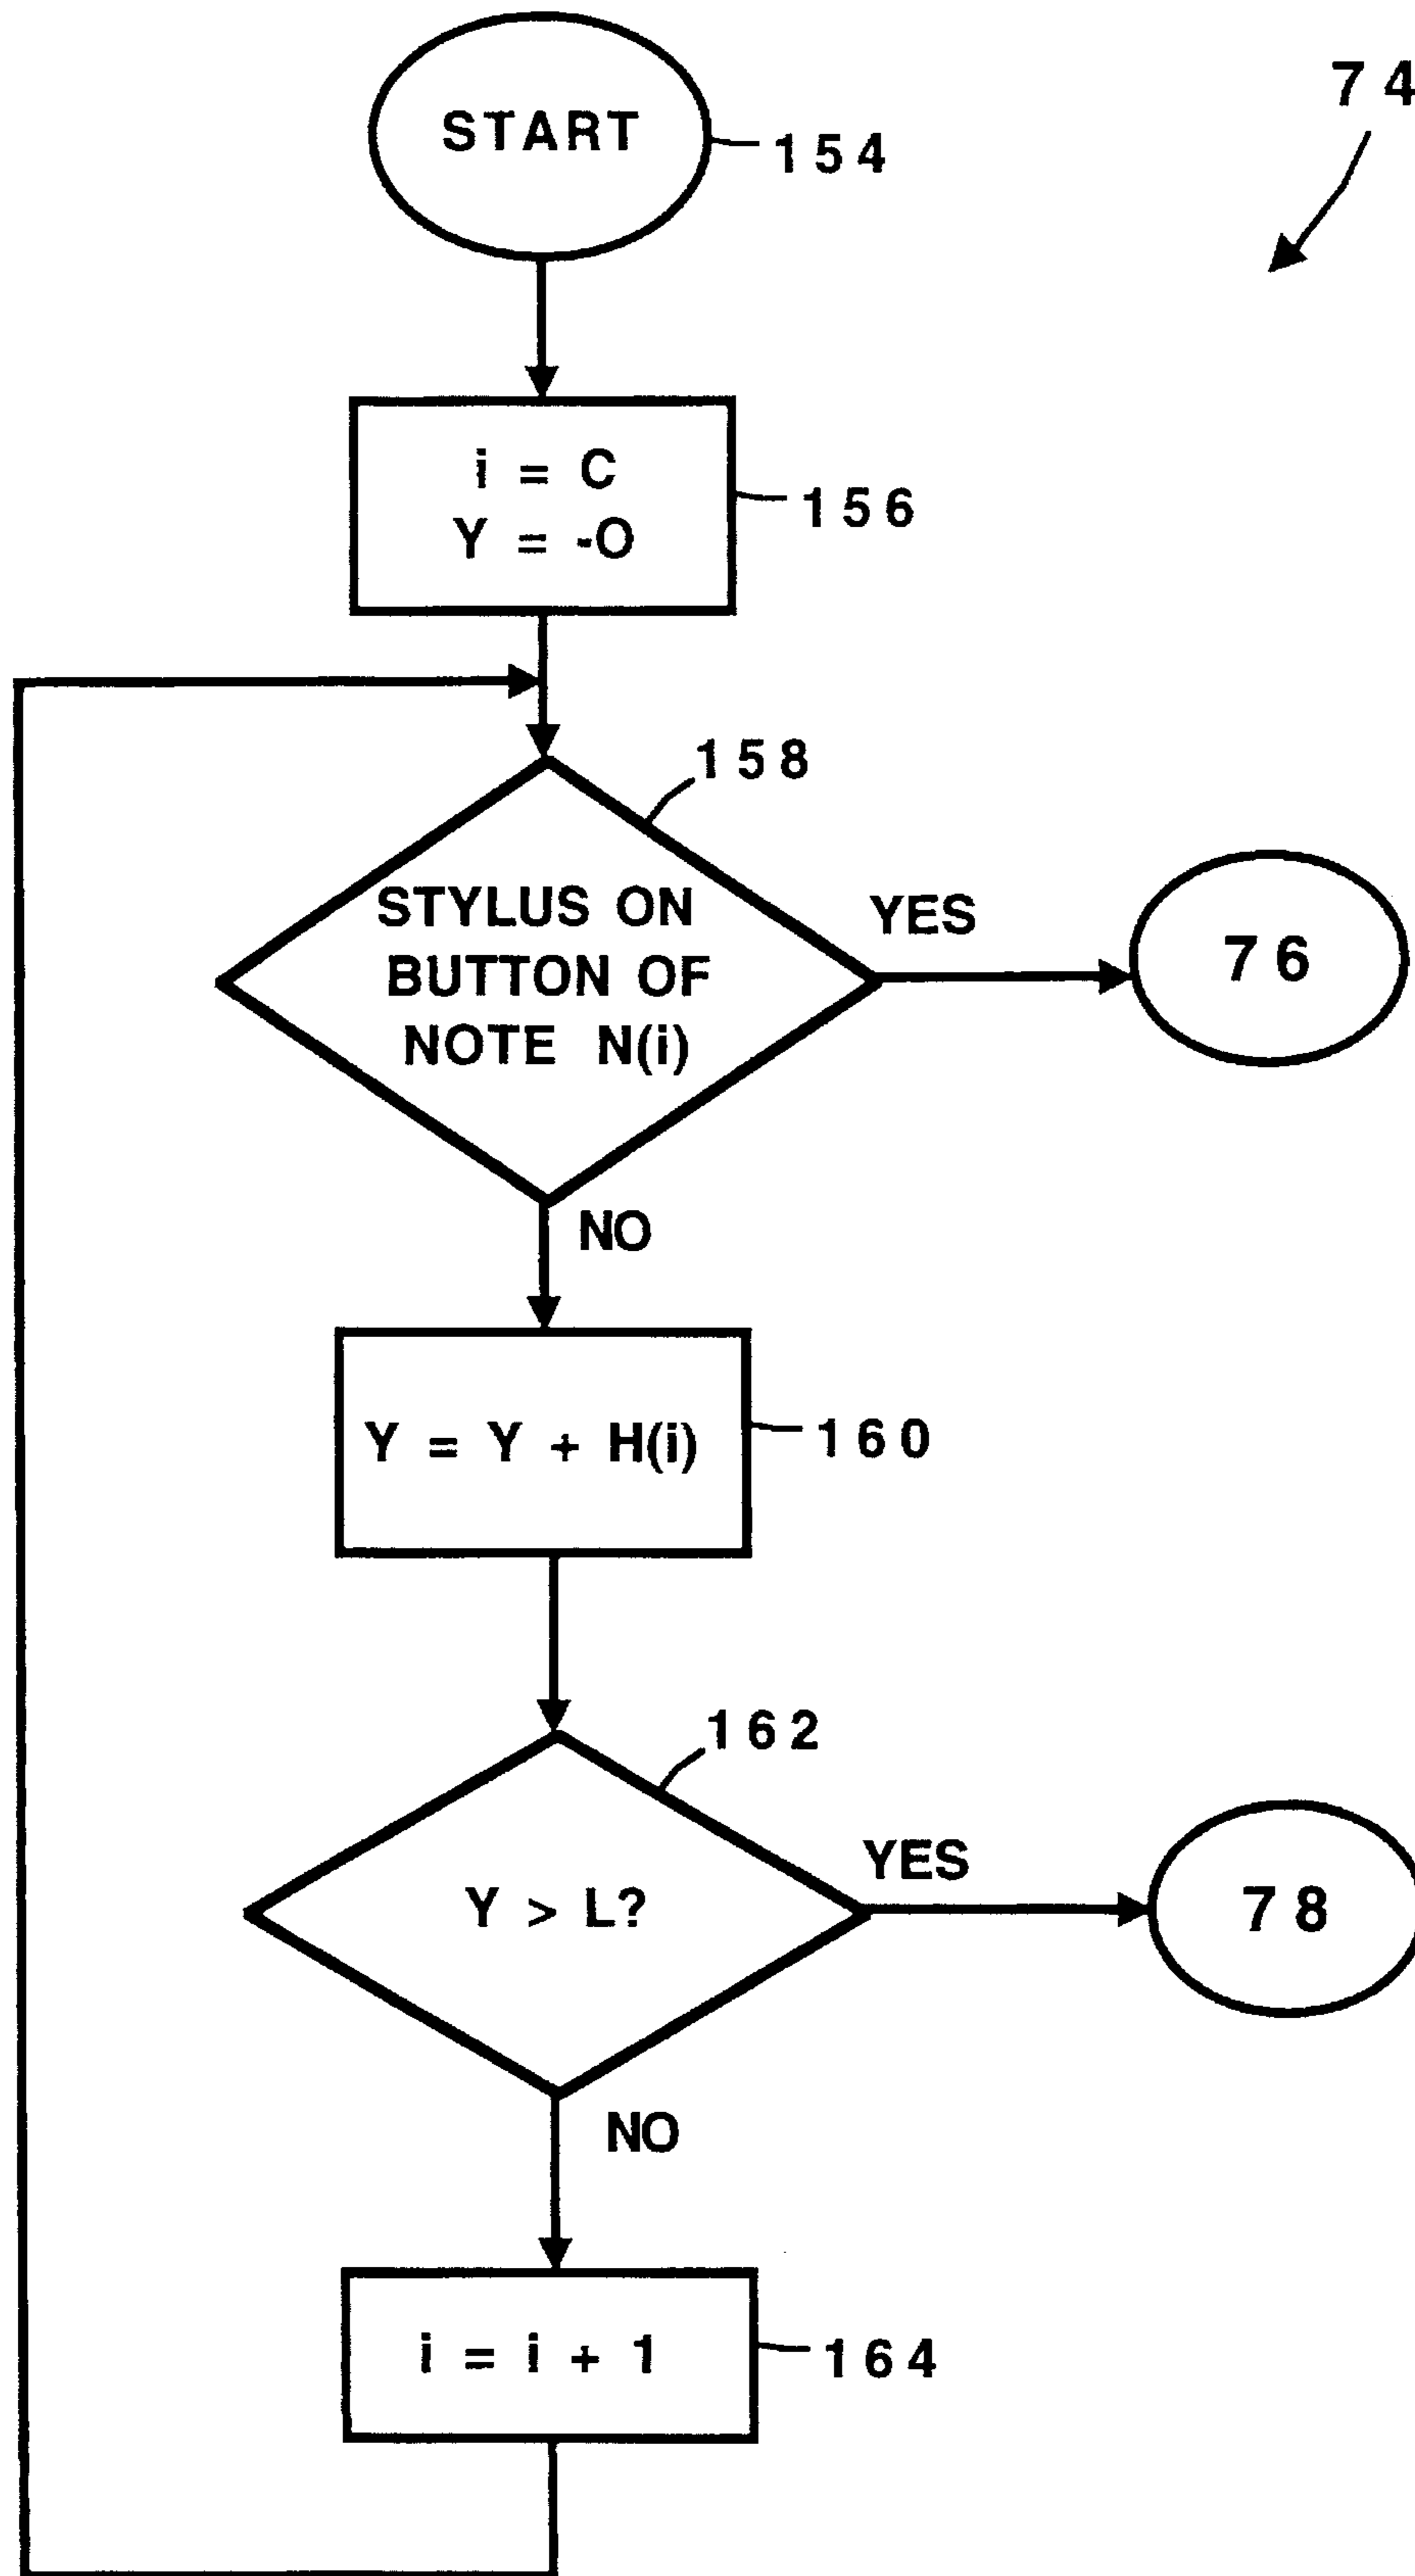 74
START
154
i = C
Y = -O
156
158
STYLUS ON
BUTTON OF
NOTE N(i)
YES
76
NO
Y = Y + H(i)
160
162
Y > L?
YES
78
NO
i = i + 1
164